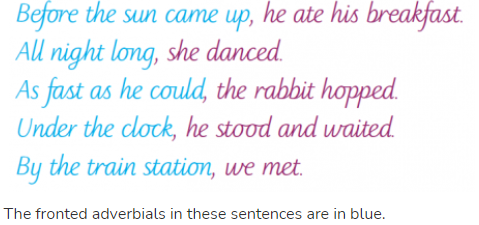 Before the sun came up, he ate his breakfast.
All night long, she danced.
As fast as he could, the rabbit hopped.
Under the clock, he stood and waited.
By the train station, we met.
The fronted adverbials in these sentences are in blue.